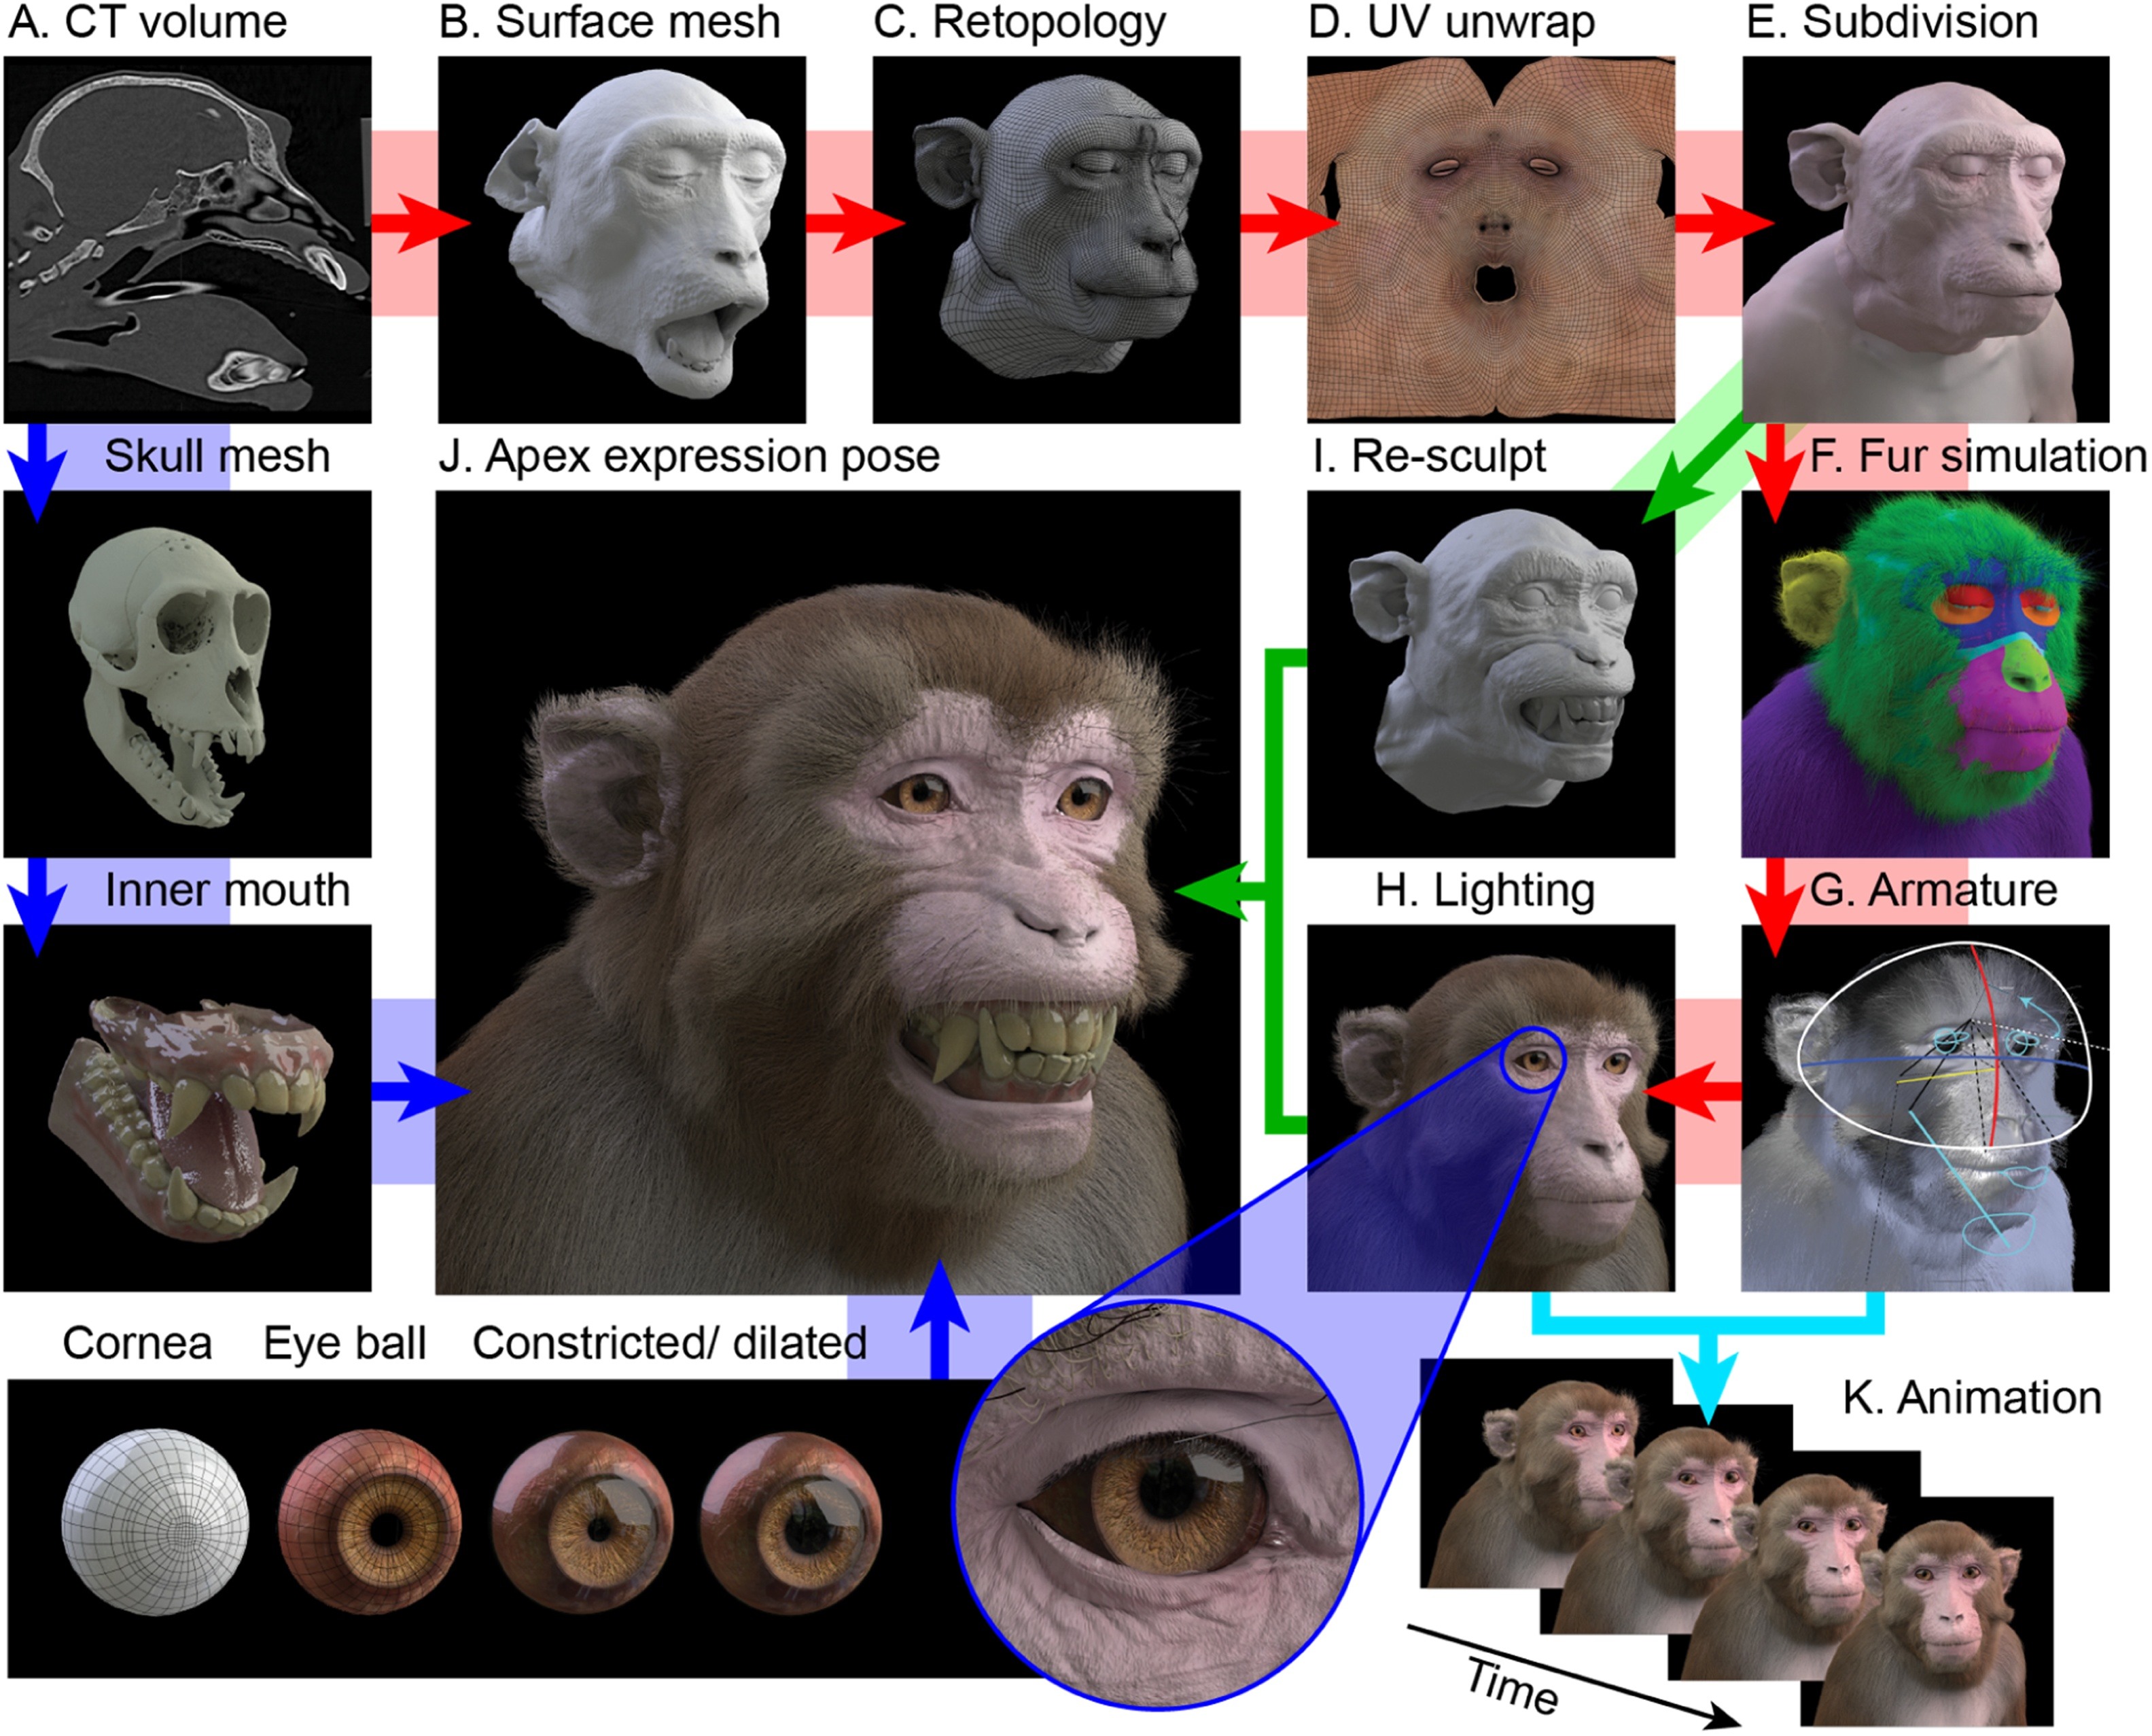 A. CT volume
B. Surface mesh
C. Retopology
D. UV unwrap
E. Subdivision
Skull mesh
J. Apex expression pose
I. Re-sculpt
F. Fur simulation
Inner mouth
H. Lighting
G. Armature
Cornea
Eye ball
Constricted/ dilated
K. Animation
Time